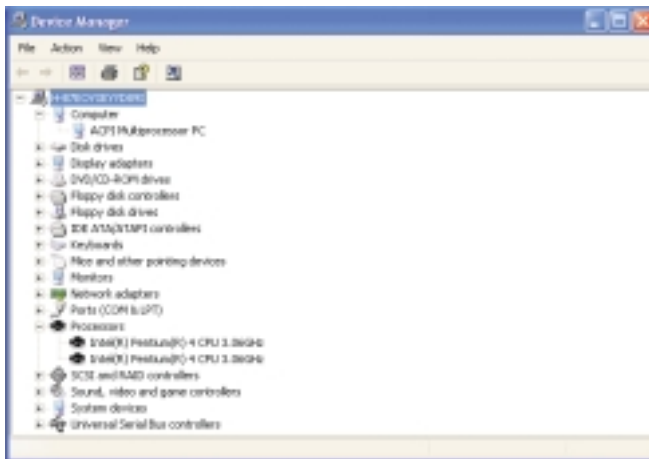 Device Manager
File Action View Help
Computer
ACPI Multiprocessor PC
Disk drives
Display adapters
DVD/CD-ROM drives
Floppy disk controllers
Floppy disk drives
IDE ATA/ATAPI controllers
Keyboards
Mice and other pointing devices
Monitors
Network adapters
Ports (COM & LPT)
Processors
Intel(R) Pentium(R) 4 CPU 3.06GHz
Intel(R) Pentium(R) 4 CPU 3.06GHz
SCSI and RAID controllers
Sound, video and game controllers
System devices
Universal Serial Bus controllers